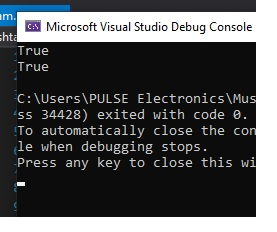 m.
Microsoft Visual Studio Debug Console
shta
True
True
C:\Users\PULSE Electronics\Mus
ss 34428) exited with code 0.
To automatically close the con
le when debugging stops.
Press any key to close this wi